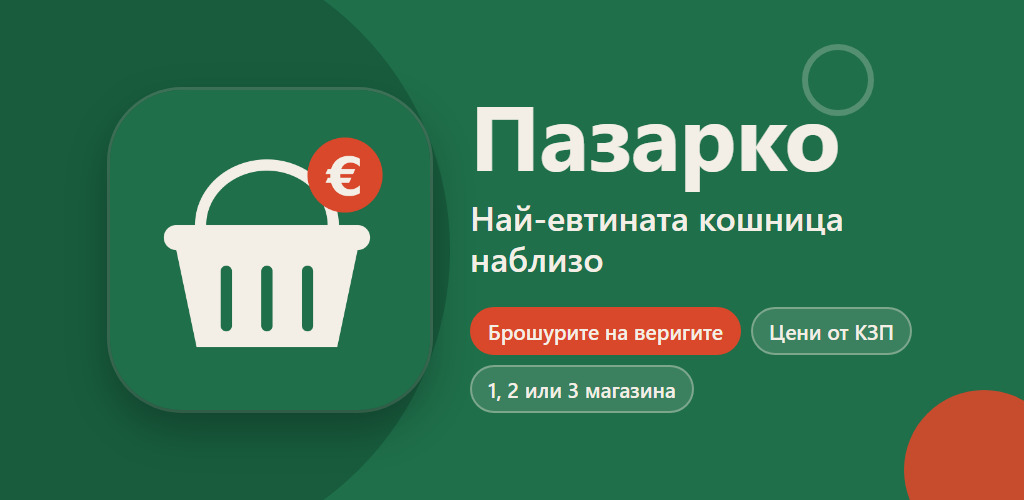 €
Пазарко
Най-евтината кошница
наблизо
Брошурите на веригите
Цени от КЗП
1, 2 или 3 магазина